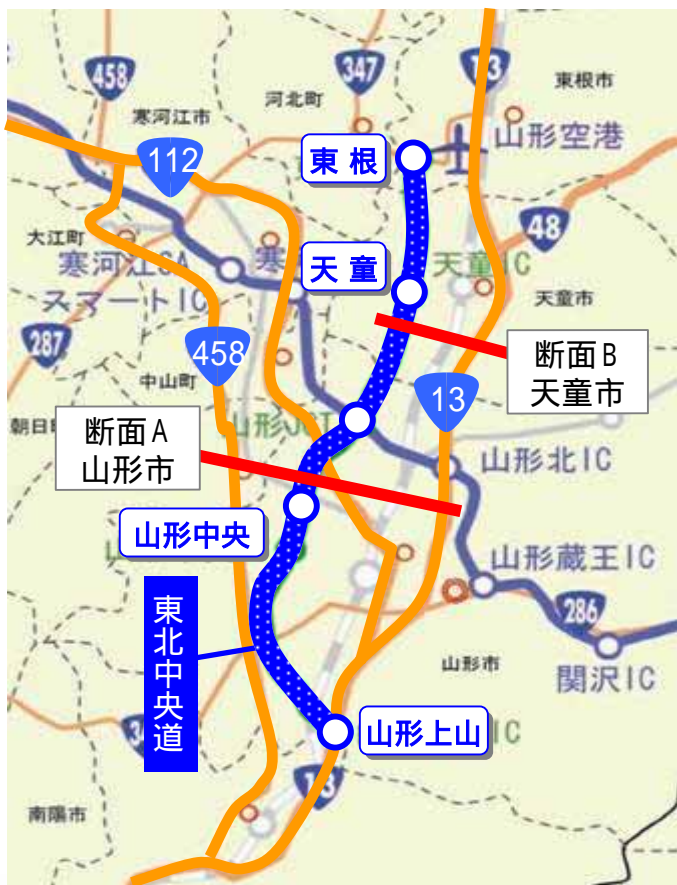 458
347
13
東根市
河北町
寒河江市
山形空港
112
東根
48
大江町
寒河江SA
スマートIC
天童
天童IC
天童市
287
458
中山町
断面B
天童市
13
朝日町
山形JCT
断面A
山形市
山形北IC
山形中央
山形蔵王IC
東北中央道
286
山形市
関沢IC
山形上山
IC
13
南陽市